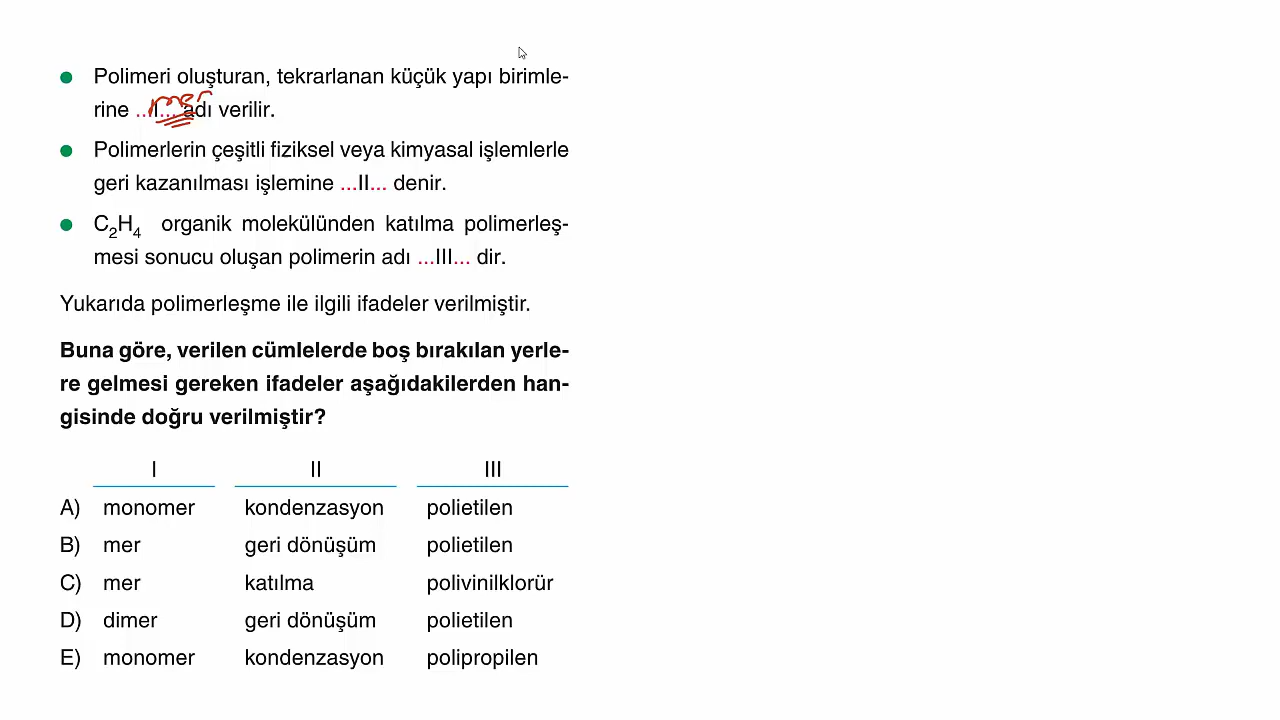 Polimeri oluşturan, tekrarlanan küçük yapı birimle-
rine ...I... adı verilir.
mer
Polimerlerin çeşitli fiziksel veya kimyasal işlemlerle
geri kazanılması işlemine ...II... denir.
C₂H₄ organik molekülünden katılma polimerleş-
mesi sonucu oluşan polimerin adı ...III... dir.
Yukarıda polimerleşme ile ilgili ifadeler verilmiştir.
Buna göre, verilen cümlelerde boş bırakılan yerle-
re gelmesi gereken ifadeler aşağıdakilerden han-
gisinde doğru verilmiştir?
I II III
A) monomer kondenzasyon polietilen
B) mer geri dönüşüm polietilen
C) mer katılma polivinilklorür
D) dimer geri dönüşüm polietilen
E) monomer kondenzasyon polipropilen